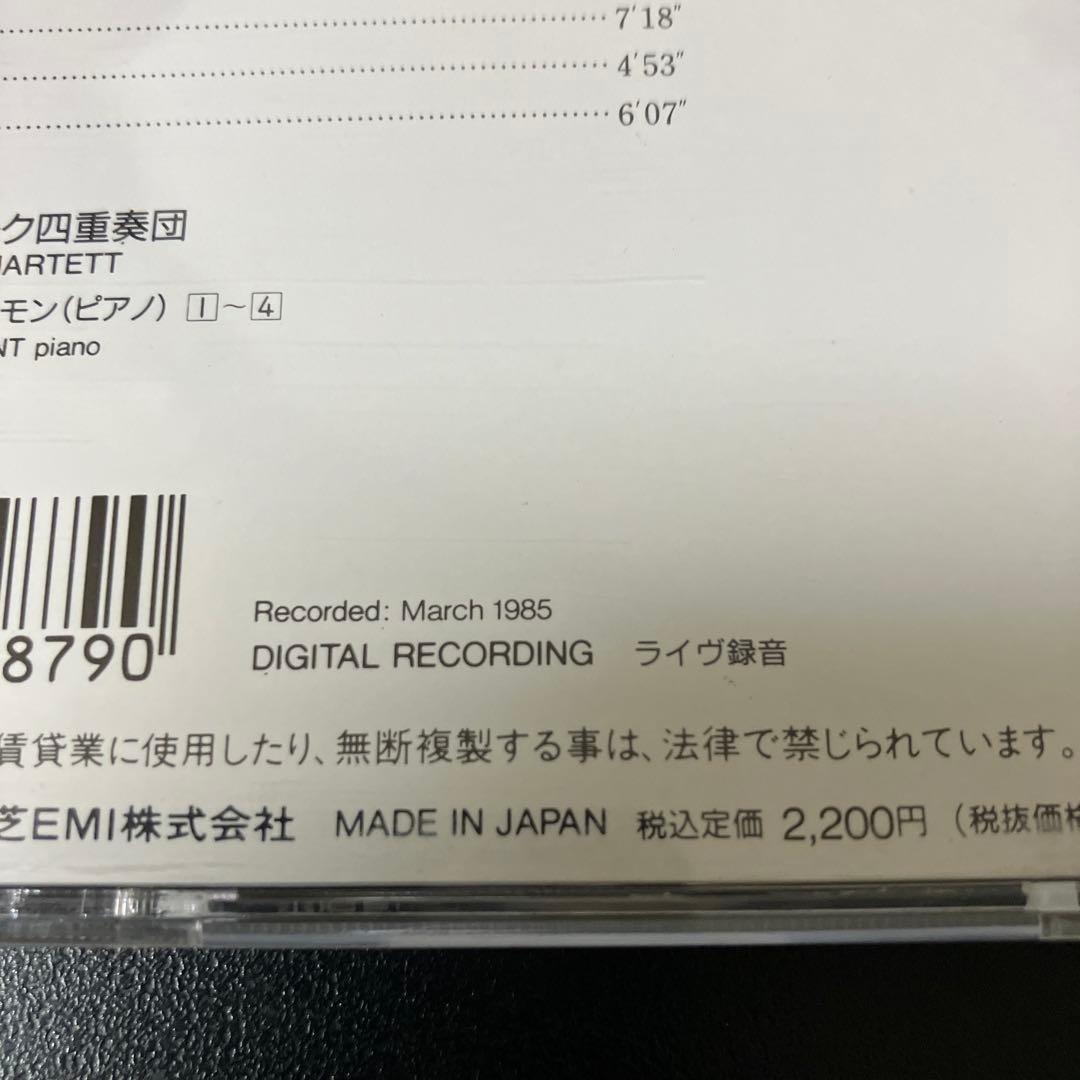 7′18″
4′53″
6′07″
ク四重奏団
UARTETT
モン(ピアノ) 1～4
NT piano
8790
Recorded: March 1985
DIGITAL RECORDING ライヴ録音
賃貸業に使用したり、無断複製する事は、法律で禁じられています。
芝EMI株式会社 MADE IN JAPAN 税込定価 2,200円 (税抜価格